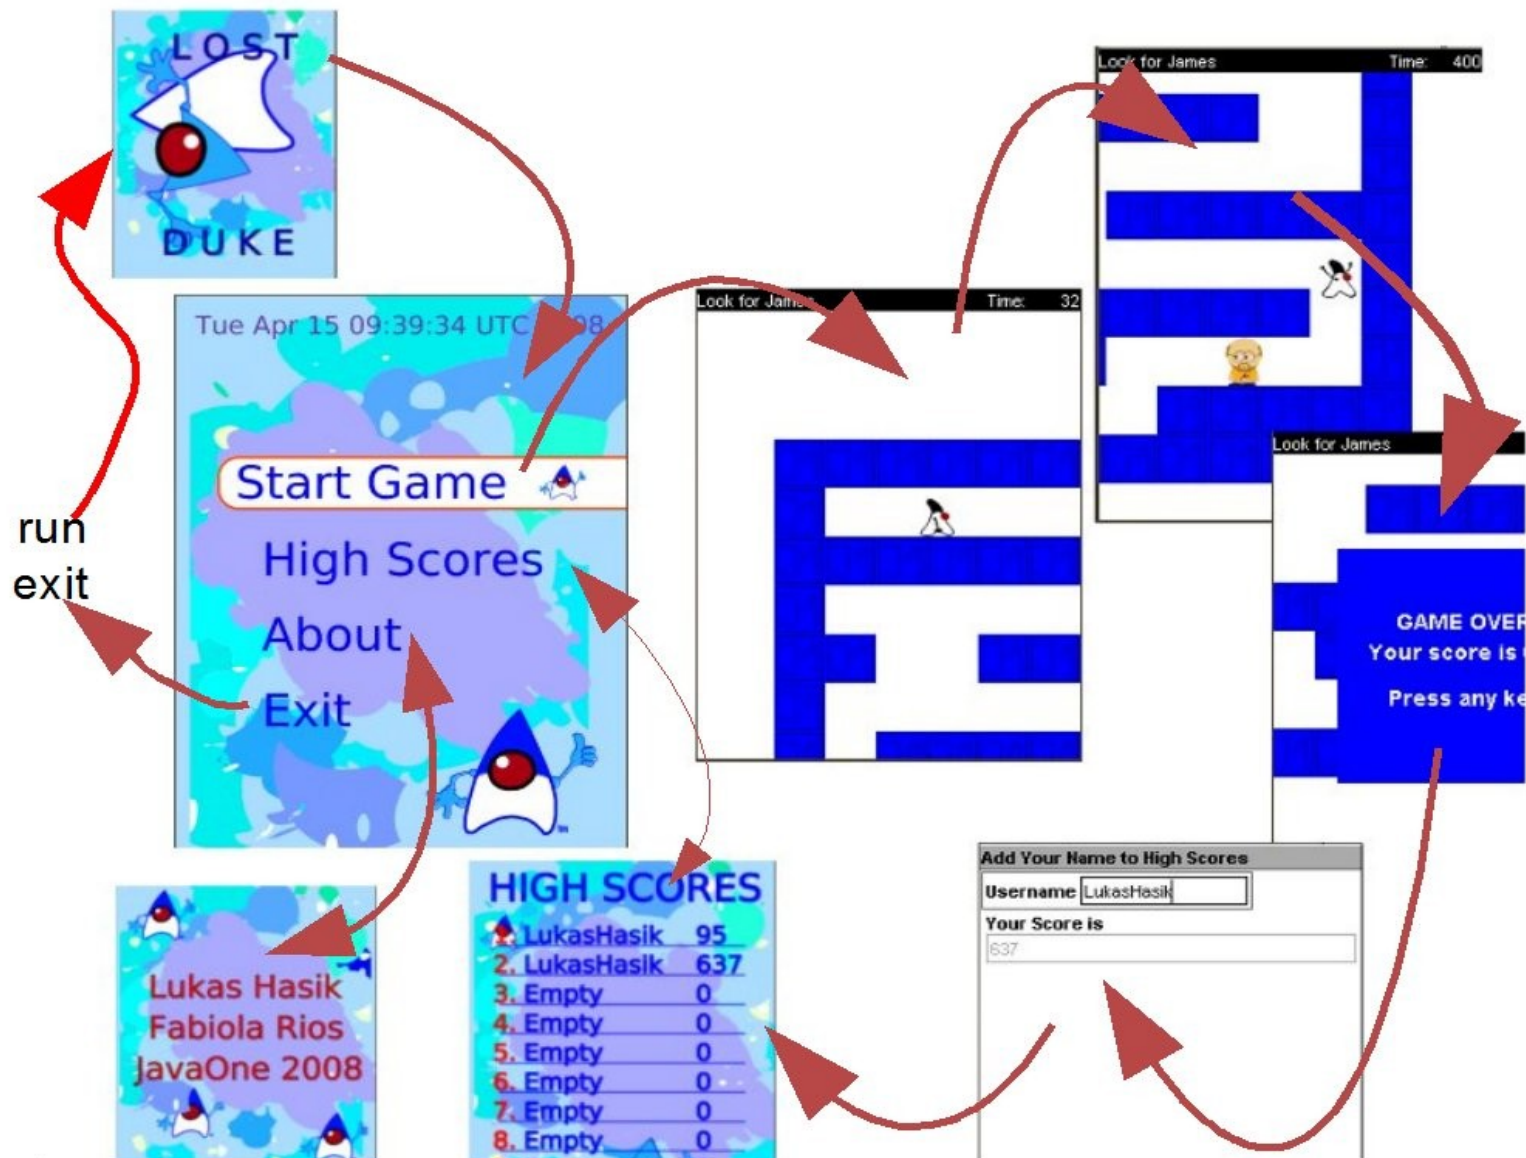 LOST
DUKE
run
exit
Tue Apr 15 09:39:34 UTC 08
Start Game
High Scores
About
Exit
Look for James Time: 32
Look for James Time: 400
Look for James
GAME OVER
Your score is
Press any ke
Add Your Name to High Scores
Username LukasHasik
Your Score is
637
HIGH SCORES
1. LukasHasik 95
2. LukasHasik 637
3. Empty 0
4. Empty 0
5. Empty 0
6. Empty 0
7. Empty 0
8. Empty 0
Lukas Hasik
Fabiola Rios
JavaOne 2008